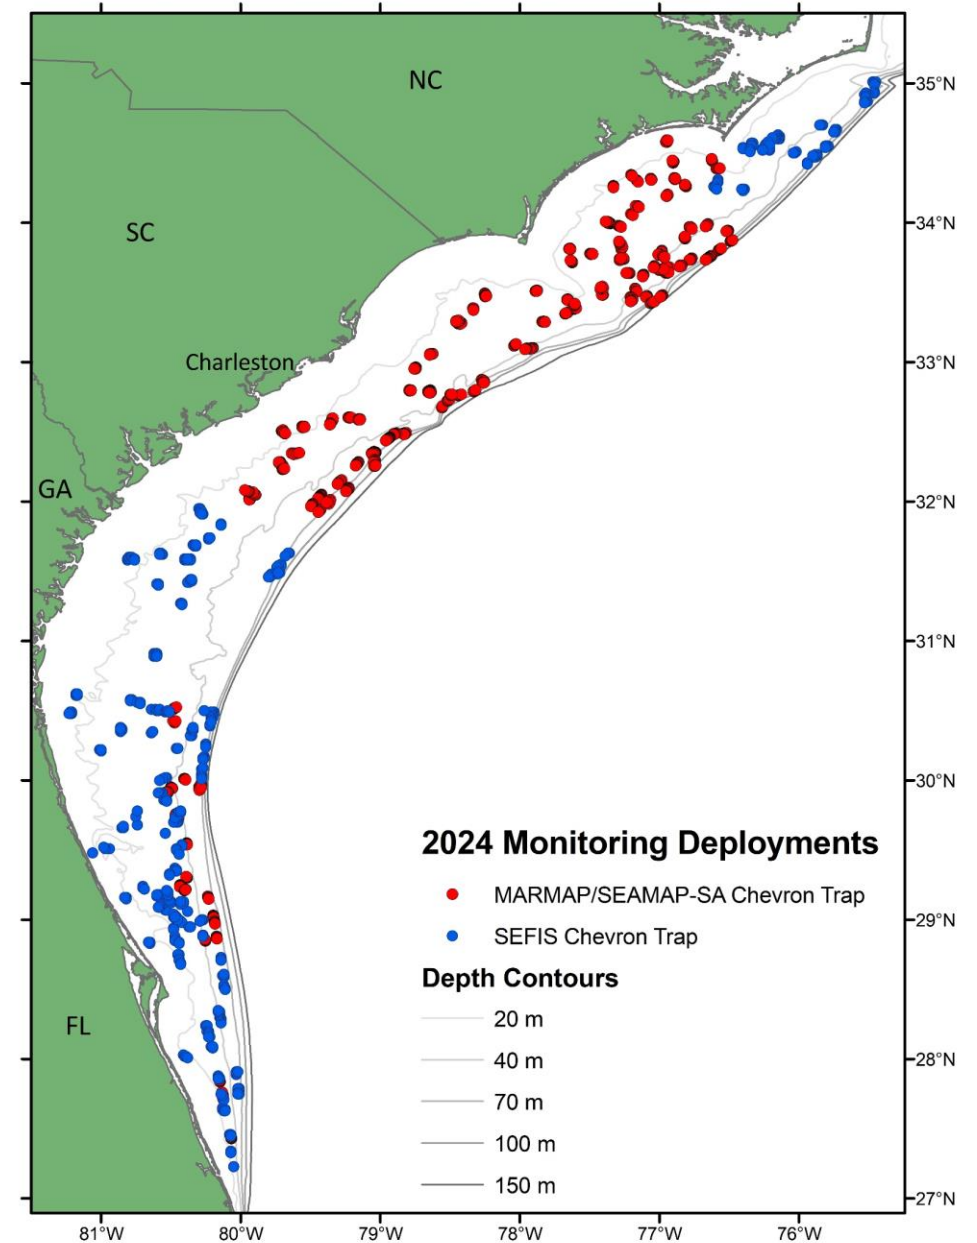 NC
35°N
SC
34°N
Charleston
33°N
GA
32°N
31°N
30°N
2024 Monitoring Deployments
MARMAP/SEAMAP-SA Chevron Trap
SEFIS Chevron Trap
29°N
Depth Contours
20 m
FL
40 m
28°N
70 m
100 m
150 m
27°N
81°W 80°W 79°W 78°W 77°W 76°W